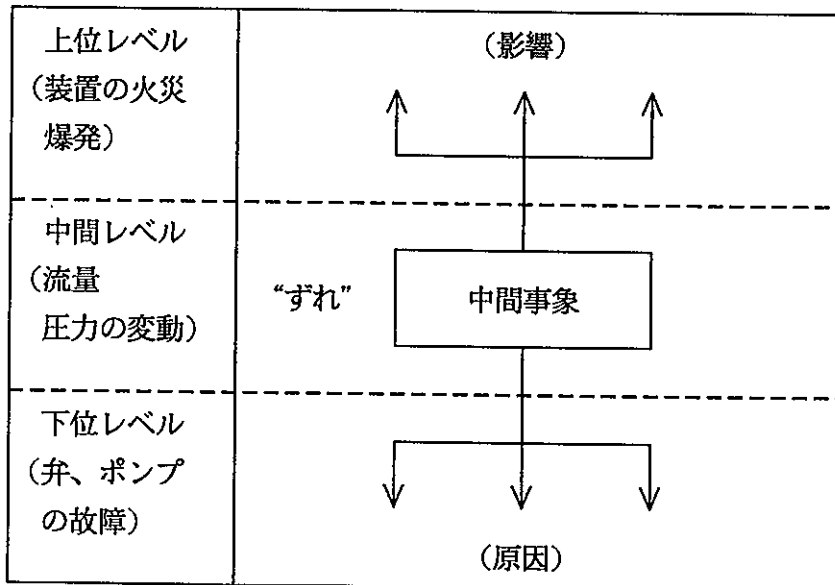 上位レベル
(装置の火災
爆発)
(影響)
中間レベル
(流量
圧力の変動)
“ずれ”
中間事象
下位レベル
(弁、ポンプ
の故障)
(原因)